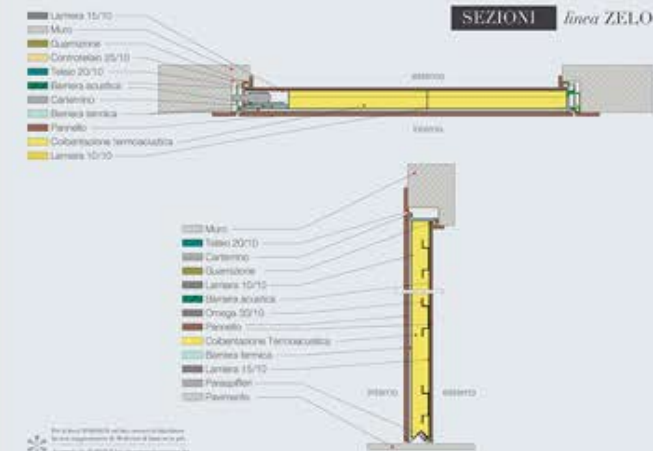 SEZIONI linea ZELO
Lamiera 15/10
Muro
Guarnizione
Controtelaio 25/10
Telaio 20/10
Barriera acustica
Carterino
Barriera termica
Pannello
Coibentazione termoacustica
Lamiera 10/10
esterno
interno
Muro
Telaio 20/10
Carterino
Guarnizione
Lamiera 10/10
Barriera acustica
Omega 30/10
Pannello
Coibentazione Termoacustica
Barriera termica
Lamiera 15/10
Paraspifferi
Pavimento
interno
esterno